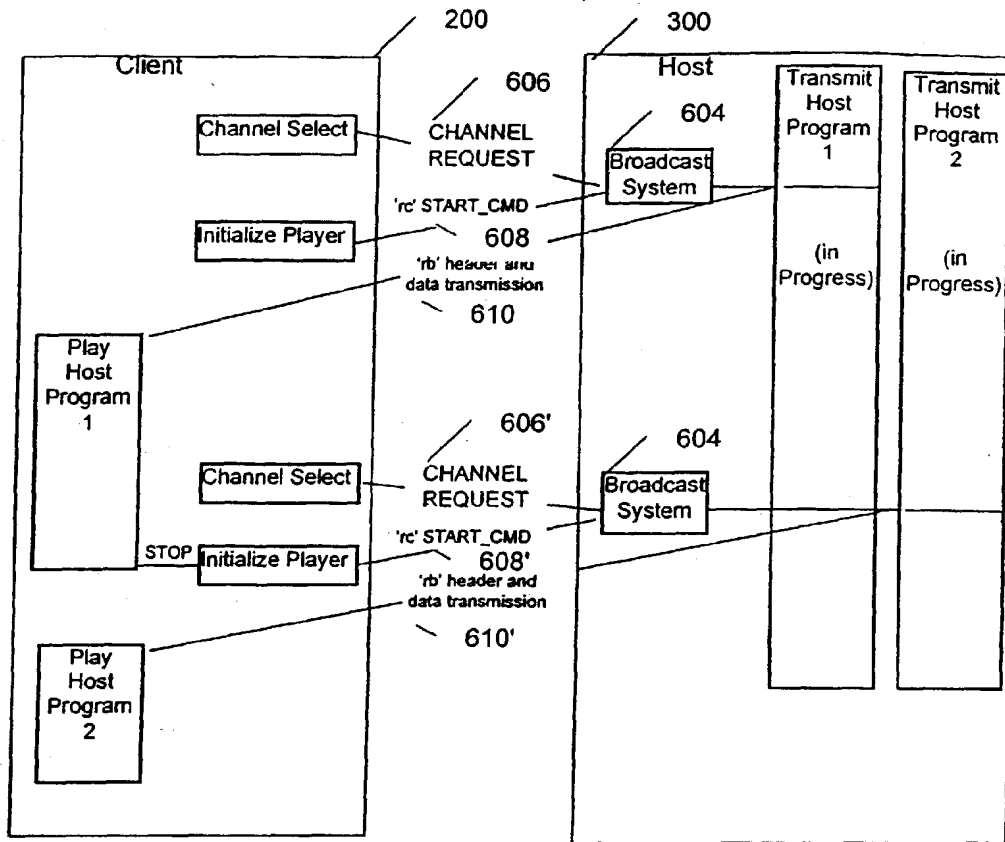 200
300
Client
Host
606
604
Channel Select
CHANNEL
REQUEST
Broadcast
System
Transmit
Host
Program
1
Transmit
Host
Program
2
'rc' START_CMD
608
Initialize Player
'rb' header and
data transmission
610
(in
Progress)
(in
Progress)
Play
Host
Program
1
606'
604
Channel Select
CHANNEL
REQUEST
Broadcast
System
'rc' START_CMD
608'
STOP
Initialize Player
'rb' header and
data transmission
610'
Play
Host
Program
2